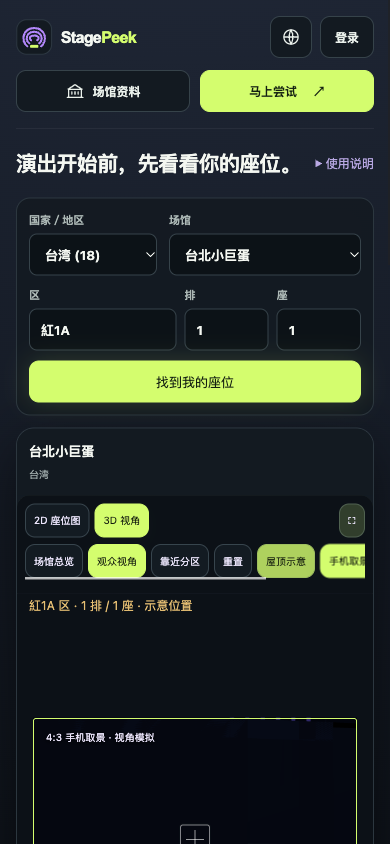 StagePeek
登录
场馆资料
马上尝试 ↗
演出开始前，先看看你的座位。
▶ 使用说明
国家 / 地区
场馆
台湾 (18)
台北小巨蛋
区
排
座
紅1A
1
1
找到我的座位
台北小巨蛋
台湾
2D 座位图
3D 视角
场馆总览
观众视角
靠近分区
重置
屋顶示意
手机取景
紅1A 区 · 1 排 / 1 座 · 示意位置
4:3 手机取景 · 视角模拟